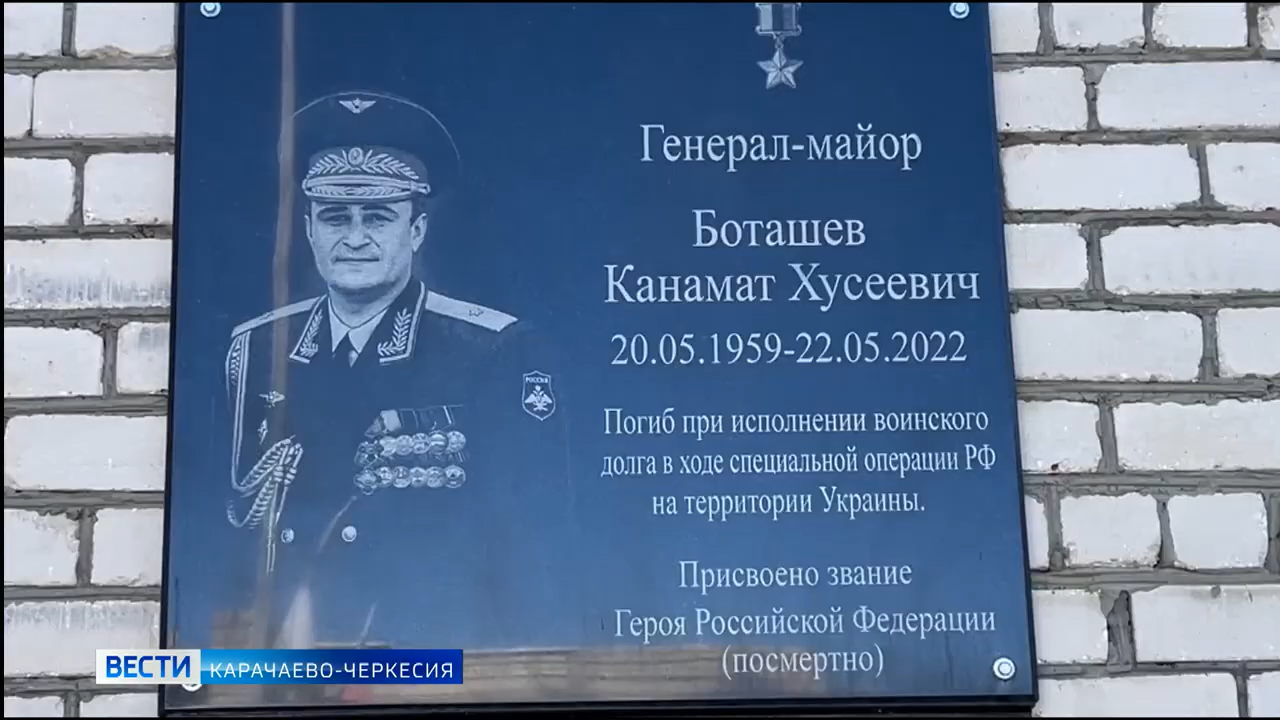 Генерал-майор
Боташев
Канамат Хусеевич
20.05.1959-22.05.2022
Погиб при исполнении воинского
долга в ходе специальной операции РФ
на территории Украины.
Присвоено звание
Героя Российской Федерации
(посмертно)
РОССИЯ
ВЕСТИ КАРАЧАЕВО-ЧЕРКЕСИЯ